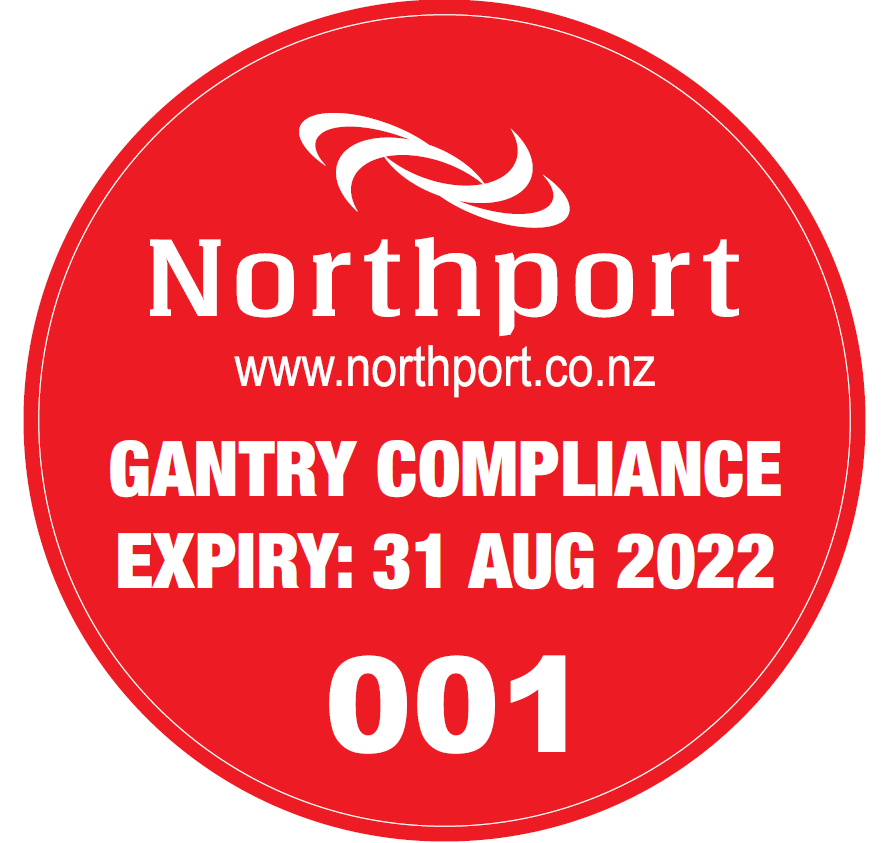 Northport
www.northport.co.nz
GANTRY COMPLIANCE
EXPIRY: 31 AUG 2022
001